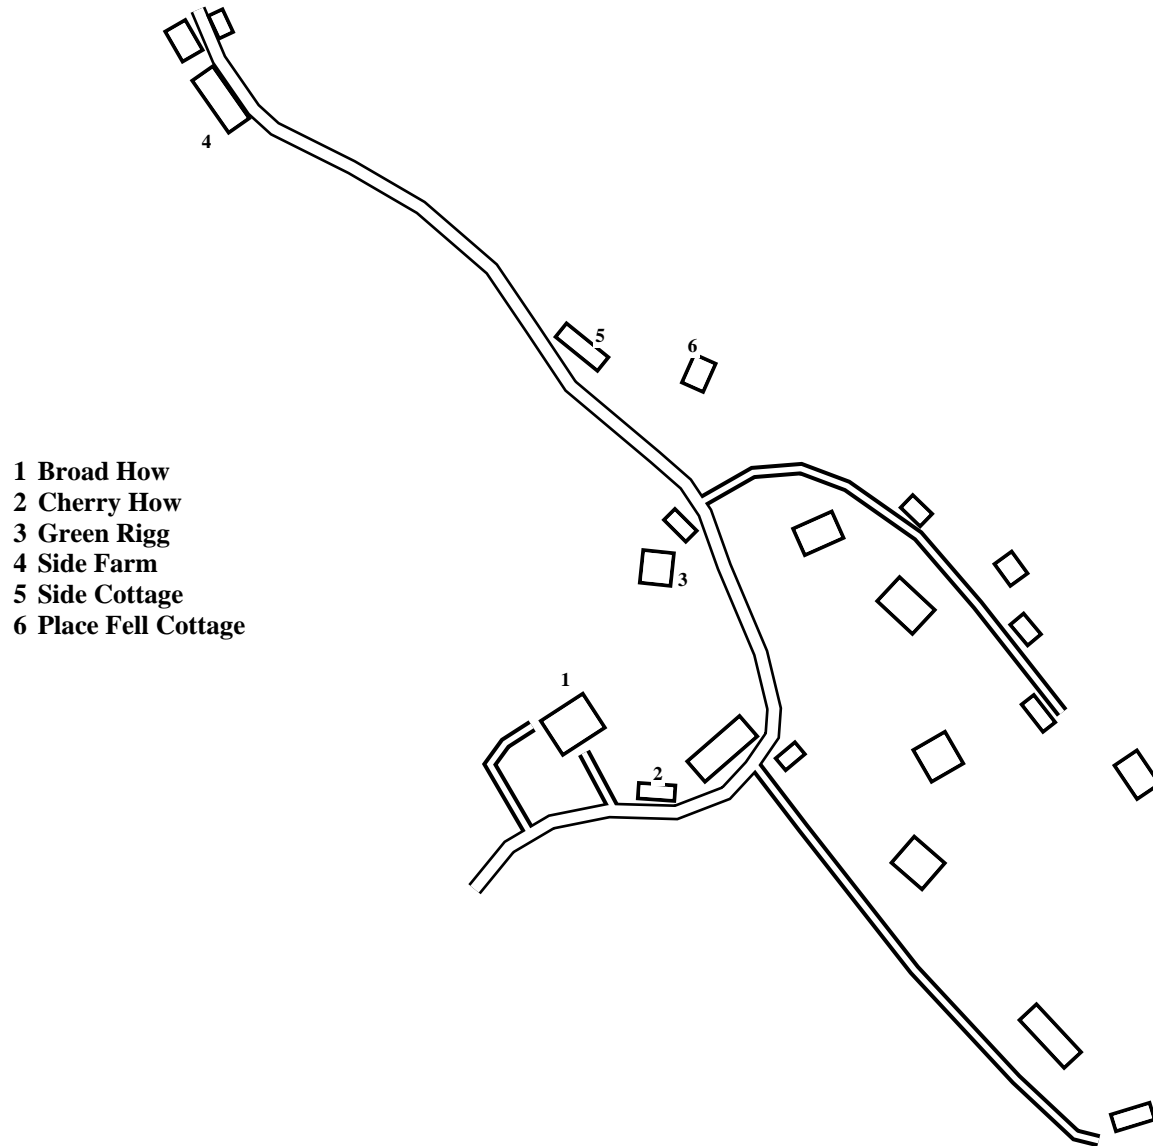 4
5
6
1 Broad How
2 Cherry How
3 Green Rigg
4 Side Farm
5 Side Cottage
6 Place Fell Cottage
3
1
2